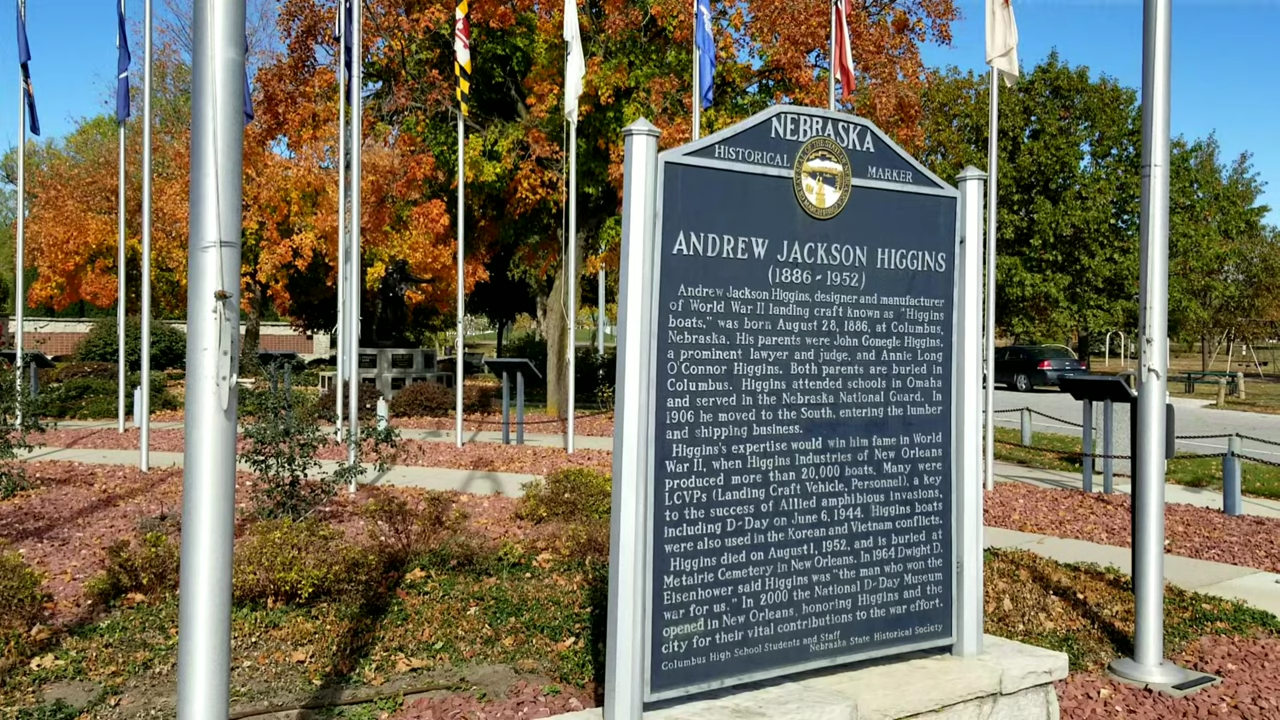 NEBRASKA
HISTORICAL MARKER
ANDREW JACKSON HIGGINS
(1886-1952)
Andrew Jackson Higgins, designer and manufacturer
of World War II landing craft known as "Higgins
boats," was born August 28, 1886, at Columbus,
Nebraska. His parents were John Gonegle Higgins,
a prominent lawyer and judge, and Annie Long
O'Connor Higgins. Both parents are buried in
Columbus. Higgins attended schools in Omaha
and served in the Nebraska National Guard. In
1906 he moved to the South, entering the lumber
and shipping business.
Higgins's expertise would win him fame in World
War II, when Higgins Industries of New Orleans
produced more than 20,000 boats. Many were
LCVPs (Landing Craft Vehicle, Personnel), a key
to the success of Allied amphibious invasions,
including D-Day on June 6, 1944. Higgins boats
were also used in the Korean and Vietnam conflicts.
Higgins died on August 1, 1952, and is buried at
Metairie Cemetery in New Orleans. In 1964 Dwight D.
Eisenhower said Higgins was "the man who won the
war for us." In 2000 the National D-Day Museum
opened in New Orleans, honoring Higgins and the
city for their vital contributions to the war effort.
Columbus High School Students and Staff
Nebraska State Historical Society